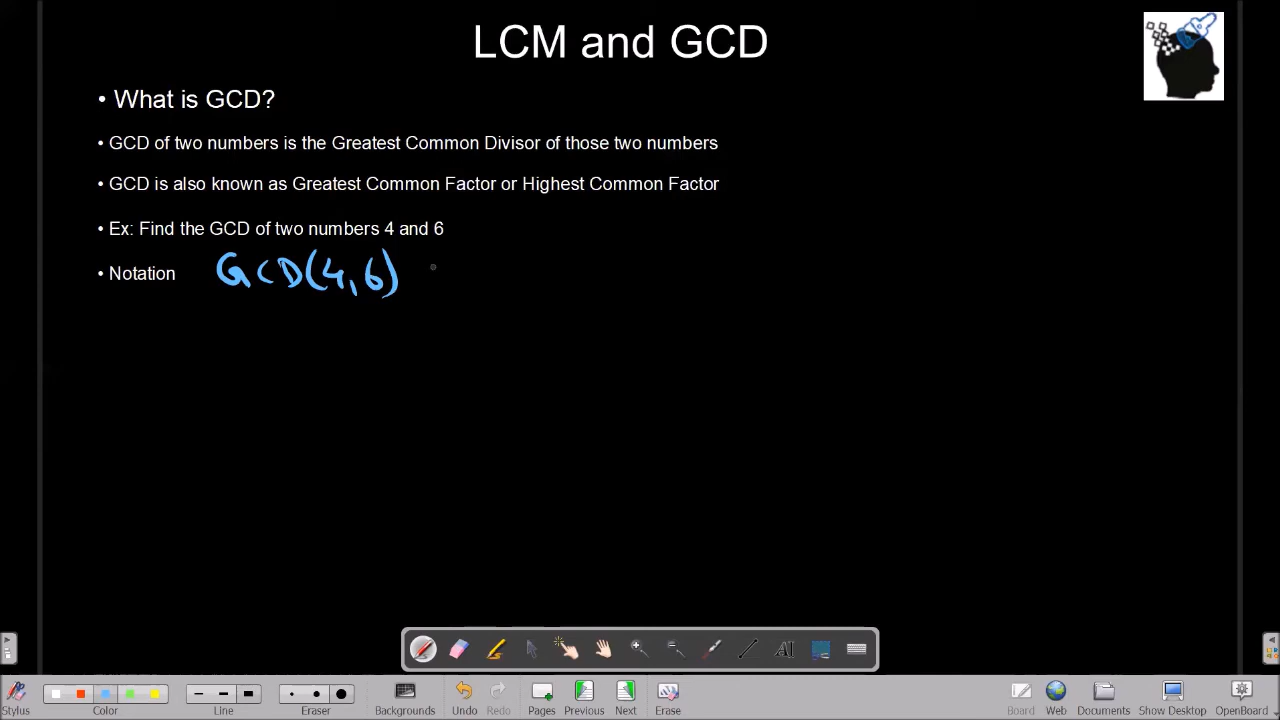 LCM and GCD
• What is GCD?
• GCD of two numbers is the Greatest Common Divisor of those two numbers
• GCD is also known as Greatest Common Factor or Highest Common Factor
• Ex: Find the GCD of two numbers 4 and 6
• Notation GCD(4,6)
AI
Stylus Color Line Eraser Backgrounds Undo Redo Pages Previous Next Erase Board Web Documents Show Desktop OpenBoard